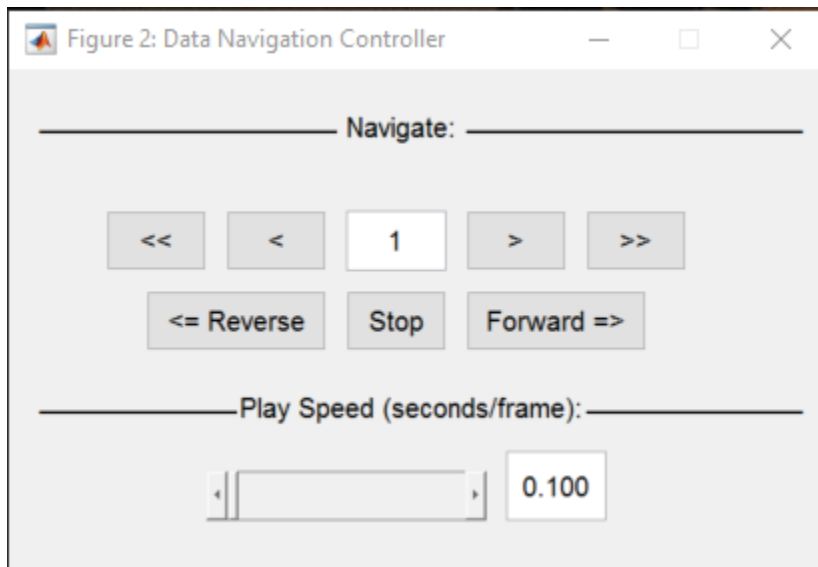 Figure 2: Data Navigation Controller
Navigate:
<< < 1 > >>
<= Reverse Stop Forward =>
Play Speed (seconds/frame):
0.100